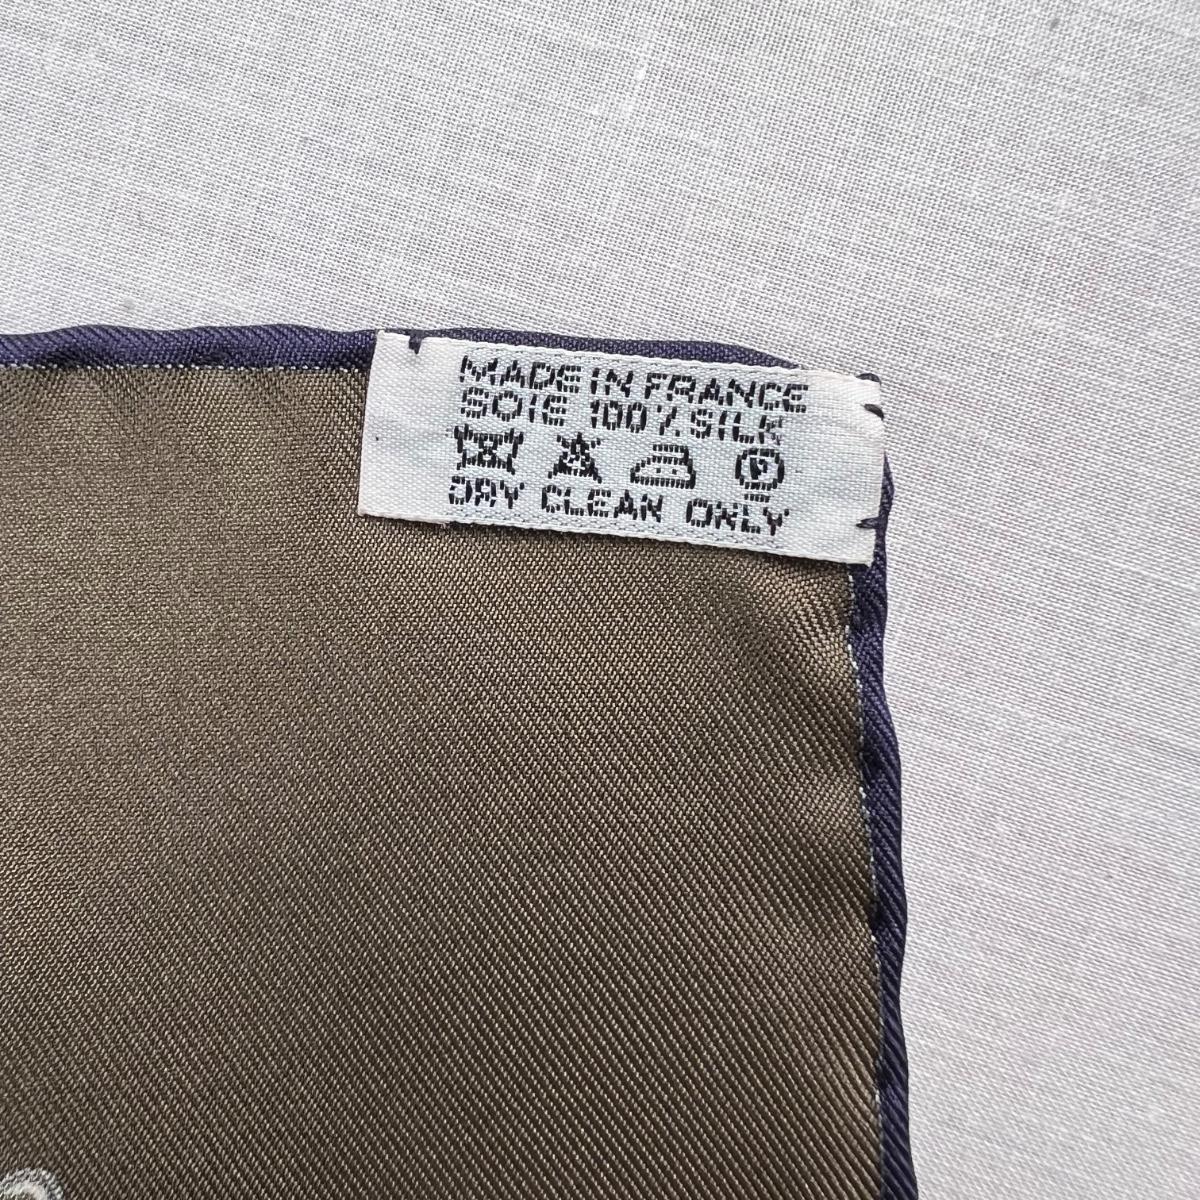 MADE IN FRANCE
SOIE 100% SILK
P
DRY CLEAN ONLY